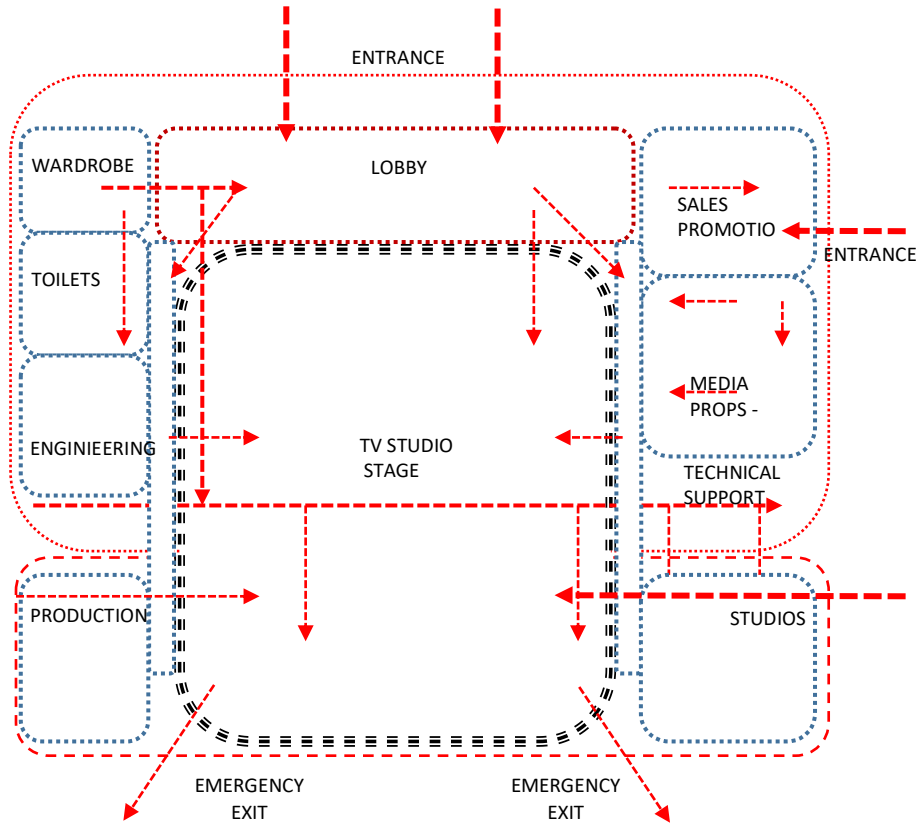 ENTRANCE
WARDROBE
LOBBY
SALES
PROMOTIO
ENTRANCE
TOILETS
MEDIA
PROPS -
ENGINIEERING
TV STUDIO
STAGE
TECHNICAL
SUPPORT
PRODUCTION
STUDIOS
EMERGENCY
EXIT
EMERGENCY
EXIT